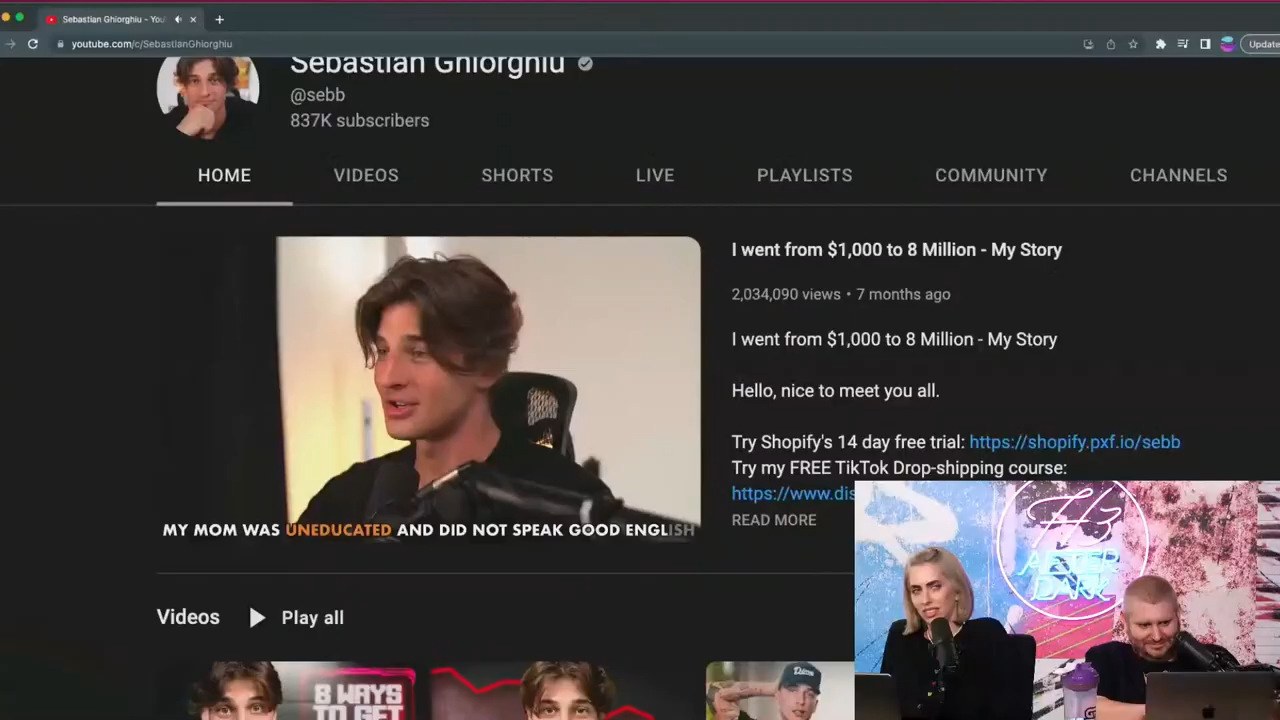 Sebastian Ghiorghiu - You
youtube.com/c/SebastianGhiorghiu
Update
Sebastian Ghiorghiu
@sebb
837K subscribers
HOME VIDEOS SHORTS LIVE PLAYLISTS COMMUNITY CHANNELS
I went from $1,000 to 8 Million - My Story
2,034,090 views • 7 months ago
I went from $1,000 to 8 Million - My Story
Hello, nice to meet you all.
Try Shopify's 14 day free trial: https://shopify.pxf.io/sebb
Try my FREE TikTok Drop-shipping course:
https://www.dis
READ MORE
MY MOM WAS UNEDUCATED AND DID NOT SPEAK GOOD ENGLISH
H3
AFTER
DARK
Videos Play all
8 WAYS
TO GET